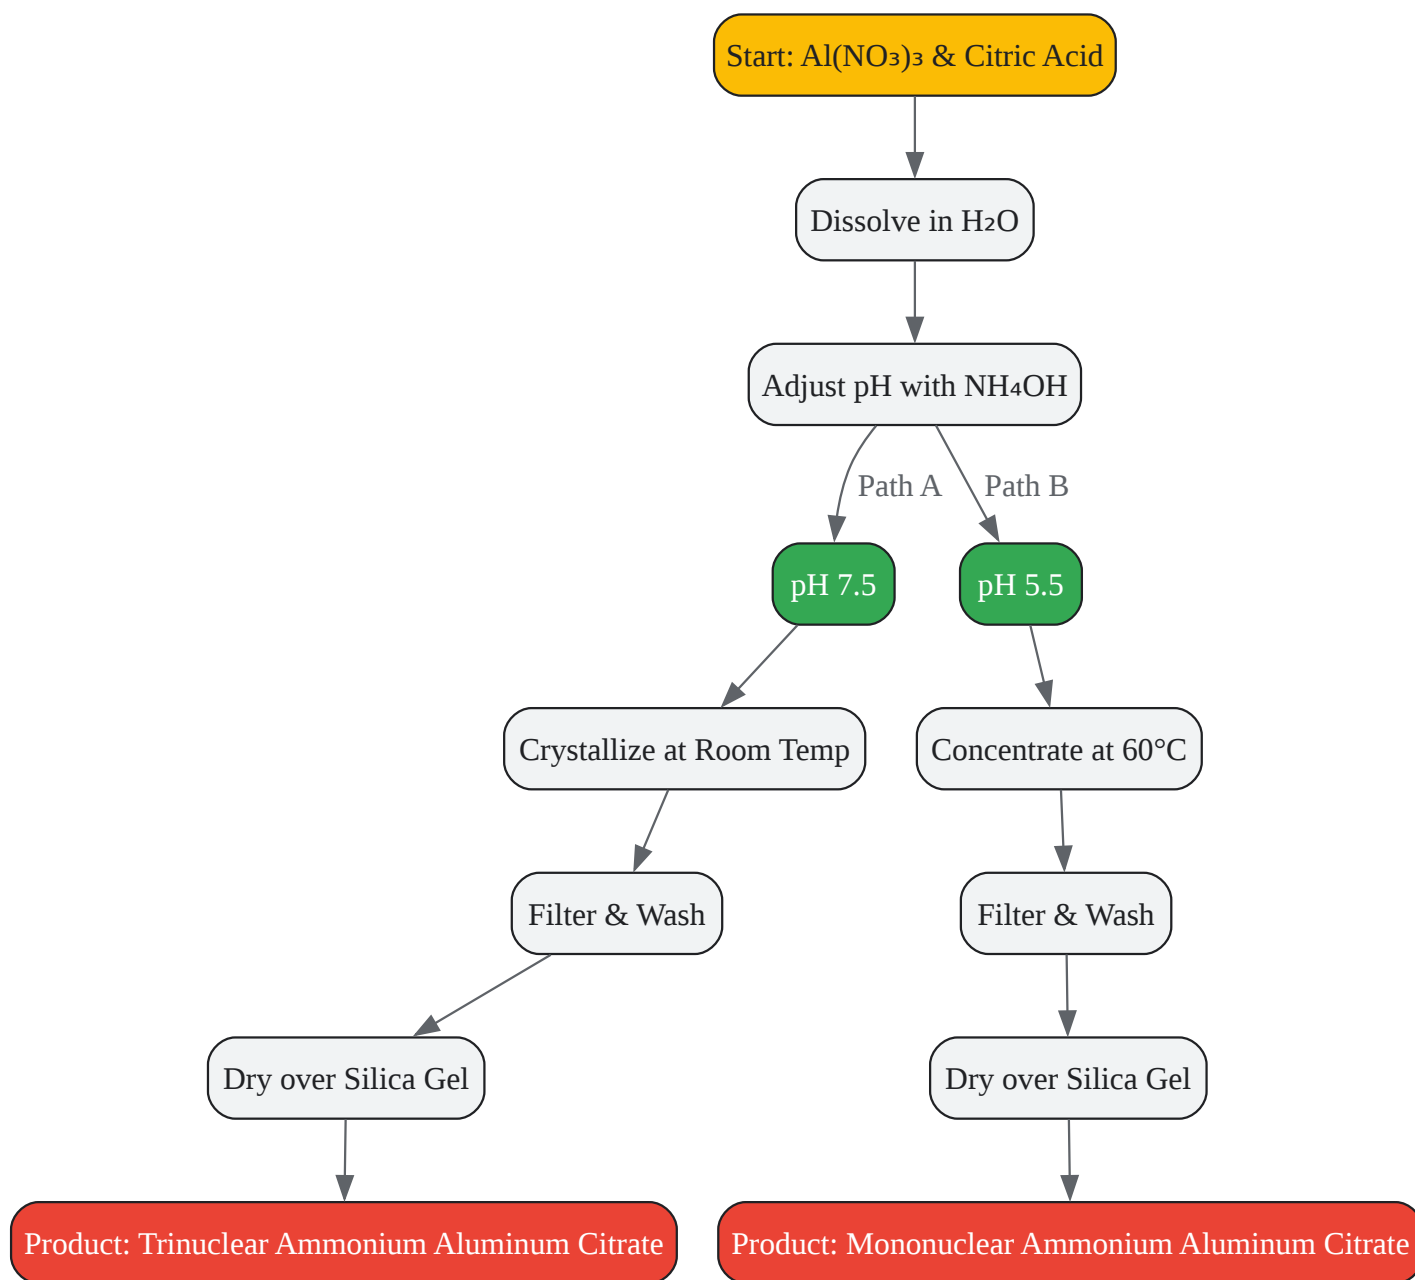 Start: Al(NO₃)₃ & Citric Acid
Dissolve in H₂O
Adjust pH with NH₄OH
Path A
Path B
pH 7.5
pH 5.5
Crystallize at Room Temp
Concentrate at 60°C
Filter & Wash
Filter & Wash
Dry over Silica Gel
Dry over Silica Gel
Product: Trinuclear Ammonium Aluminum Citrate
Product: Mononuclear Ammonium Aluminum Citrate